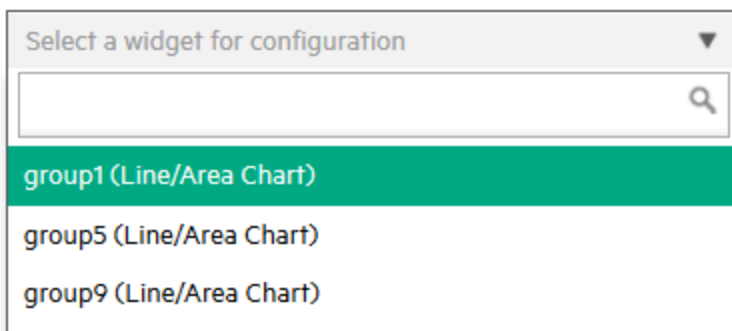 Select a widget for configuration
group1 (Line/Area Chart)
group5 (Line/Area Chart)
group9 (Line/Area Chart)